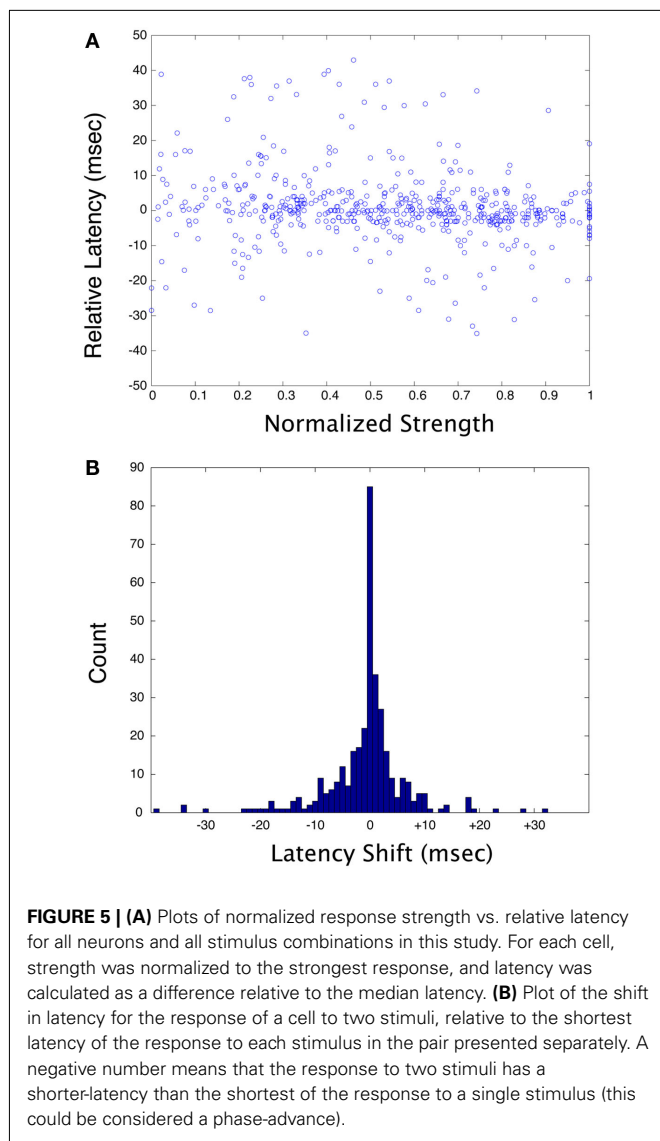 A
50
40
30
20
10
0
-10
-20
-30
-40
-50
Relative Latency (msec)
0 0.1 0.2 0.3 0.4 0.5 0.6 0.7 0.8 0.9 1
Normalized Strength
B
90
80
70
60
50
40
30
20
10
0
Count
-30 -20 -10 0 +10 +20 +30
Latency Shift (msec)
FIGURE 5 | (A) Plots of normalized response strength vs. relative latency
for all neurons and all stimulus combinations in this study. For each cell,
strength was normalized to the strongest response, and latency was
calculated as a difference relative to the median latency. (B) Plot of the shift
in latency for the response of a cell to two stimuli, relative to the shortest
latency of the response to each stimulus in the pair presented separately. A
negative number means that the response to two stimuli has a
shorter-latency than the shortest of the response to a single stimulus (this
could be considered a phase-advance).